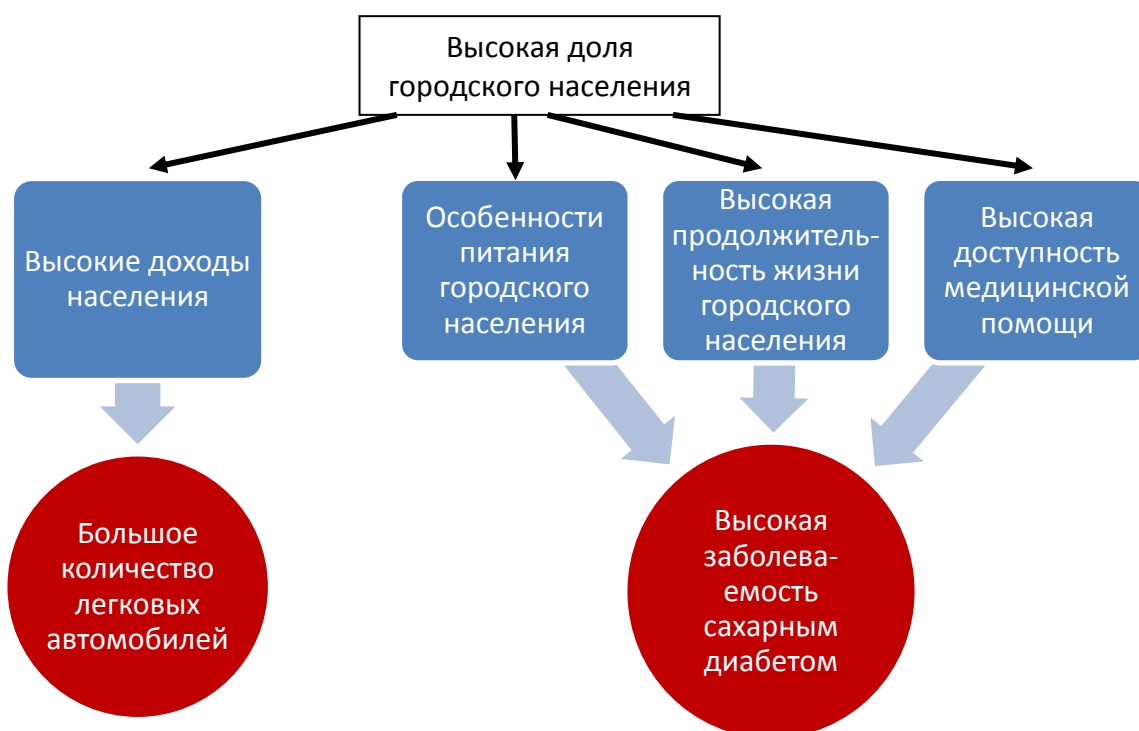 Высокая доля
городского населения
Высокие доходы
населения
Особенности
питания
городского
населения
Высокая
продолжитель-
ность жизни
городского
населения
Высокая
доступность
медицинской
помощи
Большое
количество
легковых
автомобилей
Высокая
заболева-
емость
сахарным
диабетом